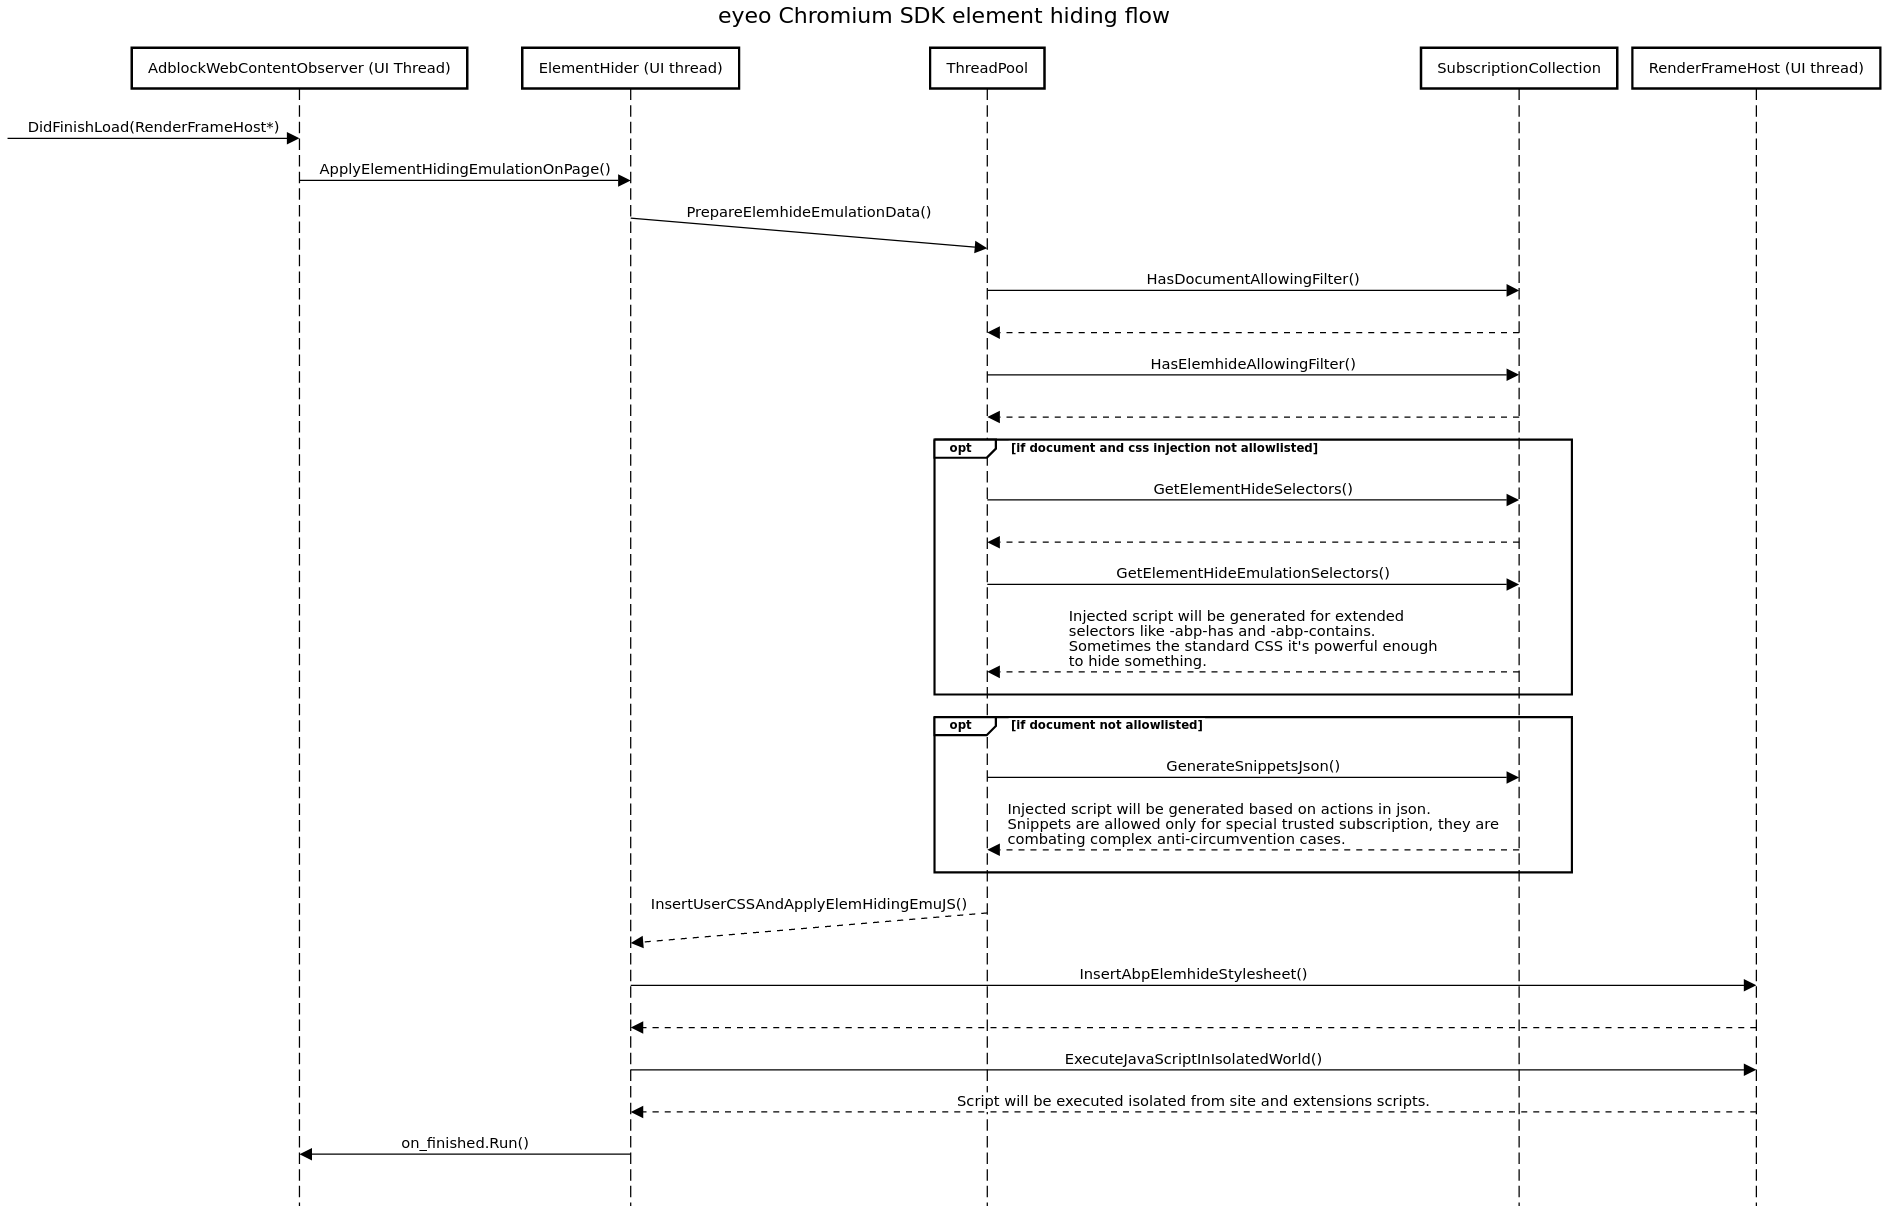 eyeo Chromium SDK element hiding flow
AdblockWebContentObserver (UI Thread)
ElementHider (UI thread)
ThreadPool
SubscriptionCollection
RenderFrameHost (UI thread)
DidFinishLoad(RenderFrameHost*)
ApplyElementHidingEmulationOnPage()
PrepareElemhideEmulationData()
HasDocumentAllowingFilter()
HasElemhideAllowingFilter()
opt
[if document and css injection not allowlisted]
GetElementHideSelectors()
GetElementHideEmulationSelectors()
Injected script will be generated for extended
selectors like -abp-has and -abp-contains.
Sometimes the standard CSS it's powerful enough
to hide something.
opt
[if document not allowlisted]
GenerateSnippetsJson()
Injected script will be generated based on actions in json.
Snippets are allowed only for special trusted subscription, they are
combating complex anti-circumvention cases.
InsertUserCSSAndApplyElemHidingEmuJS()
InsertAbpElemhideStylesheet()
ExecuteJavaScriptInIsolatedWorld()
Script will be executed isolated from site and extensions scripts.
on_finished.Run()